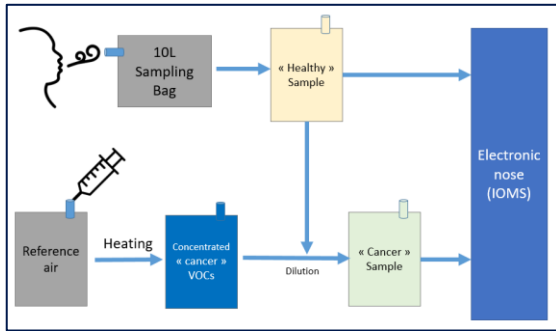 10L
Sampling
Bag
« Healthy »
Sample
Electronic
nose
(IOMS)
Reference
air
Heating
Concentrated
« cancer »
VOCs
Dilution
« Cancer »
Sample